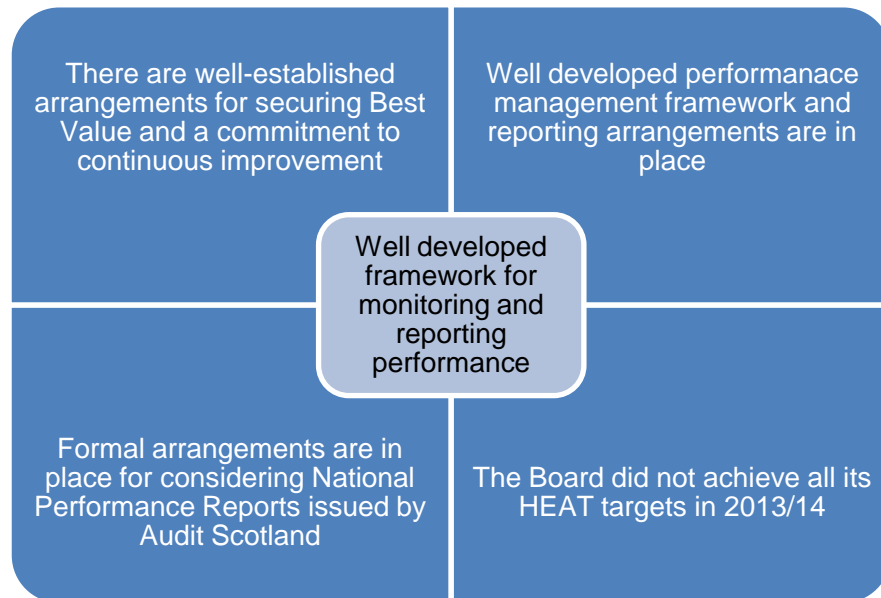 There are well-established
arrangements for securing Best
Value and a commitment to
continuous improvement
Well developed performanace
management framework and
reporting arrangements are in
place
Well developed
framework for
monitoring and
reporting
performance
Formal arrangements are in
place for considering National
Performance Reports issued by
Audit Scotland
The Board did not achieve all its
HEAT targets in 2013/14